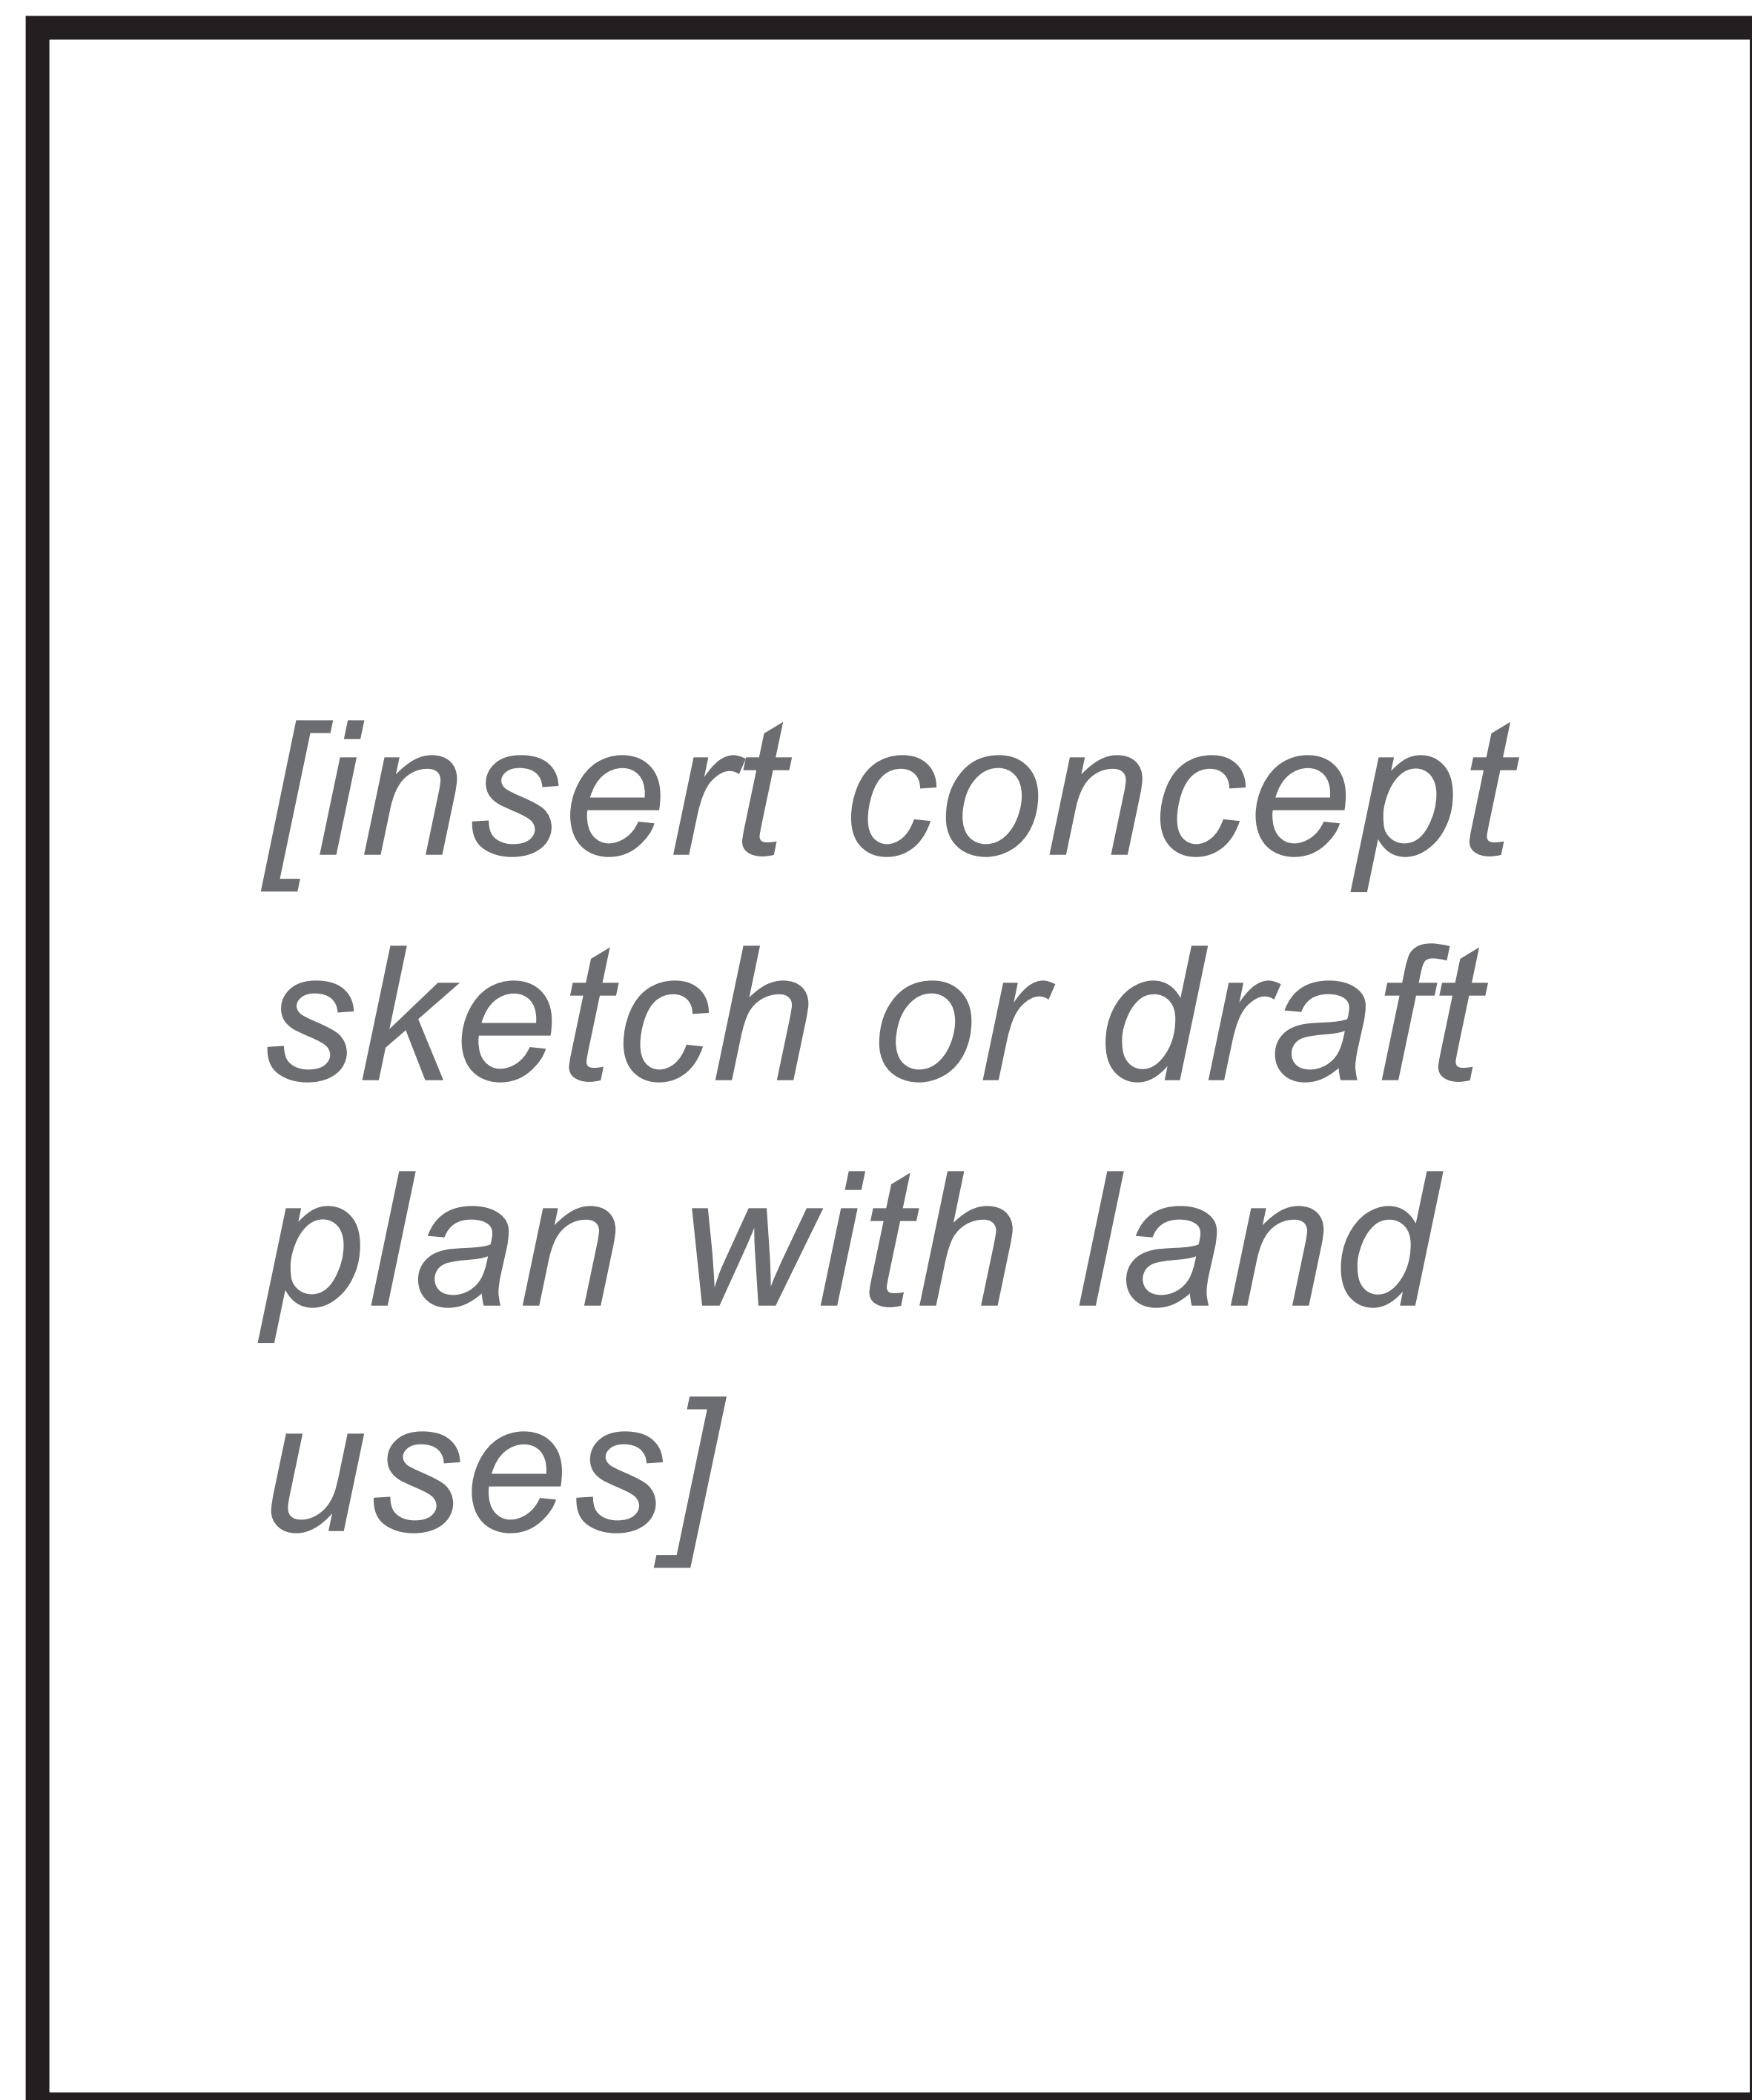 [insert concept
sketch or draft
plan with land
uses]